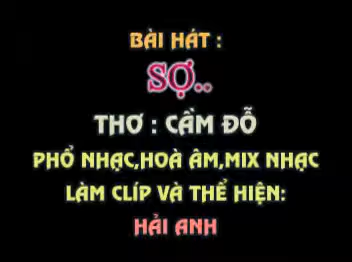 BÀI HÁT :
SỢ..
THƠ : CẦM ĐỖ
PHỔ NHẠC,HOÀ ÂM,MIX NHẠC
LÀM CLÍP VÀ THỂ HIỆN:
HẢI ANH